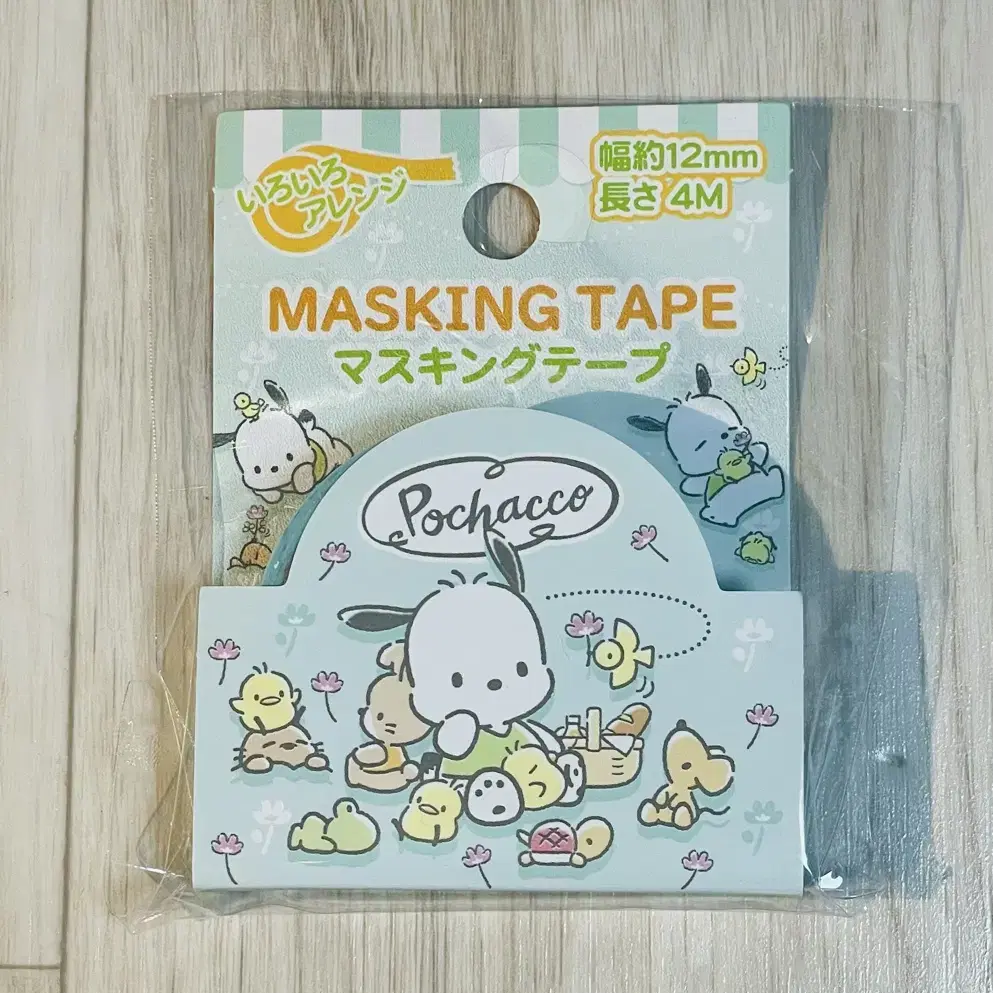 いろいろ
アレンジ
幅約12mm
長さ 4M
MASKING TAPE
マスキングテープ
Pochacco